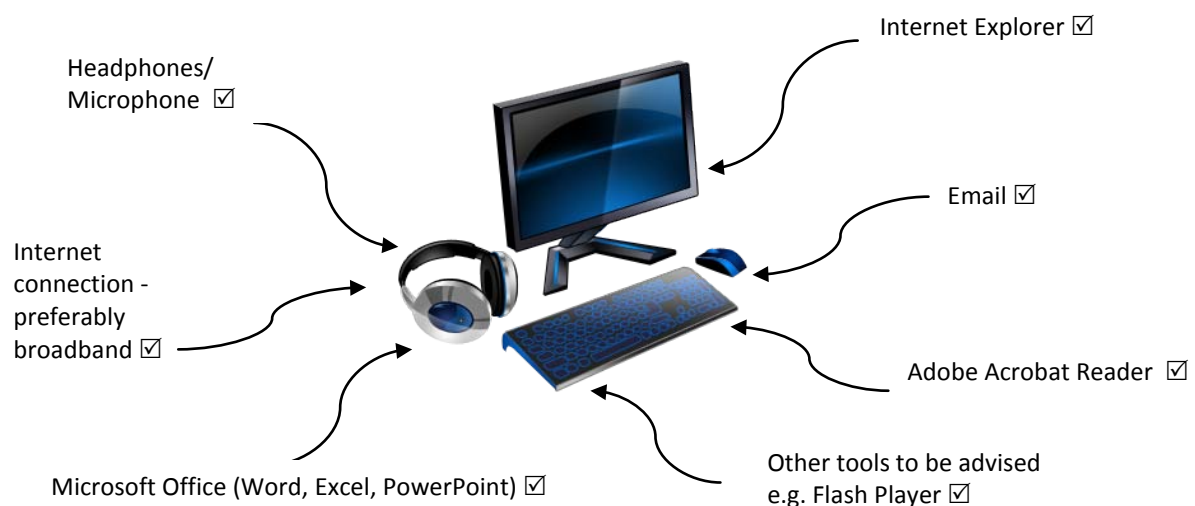 Internet Explorer ☑
Headphones/
Microphone ☑
Email ☑
Internet
connection -
preferably
broadband ☑
Adobe Acrobat Reader ☑
Other tools to be advised
e.g. Flash Player ☑
Microsoft Office (Word, Excel, PowerPoint) ☑